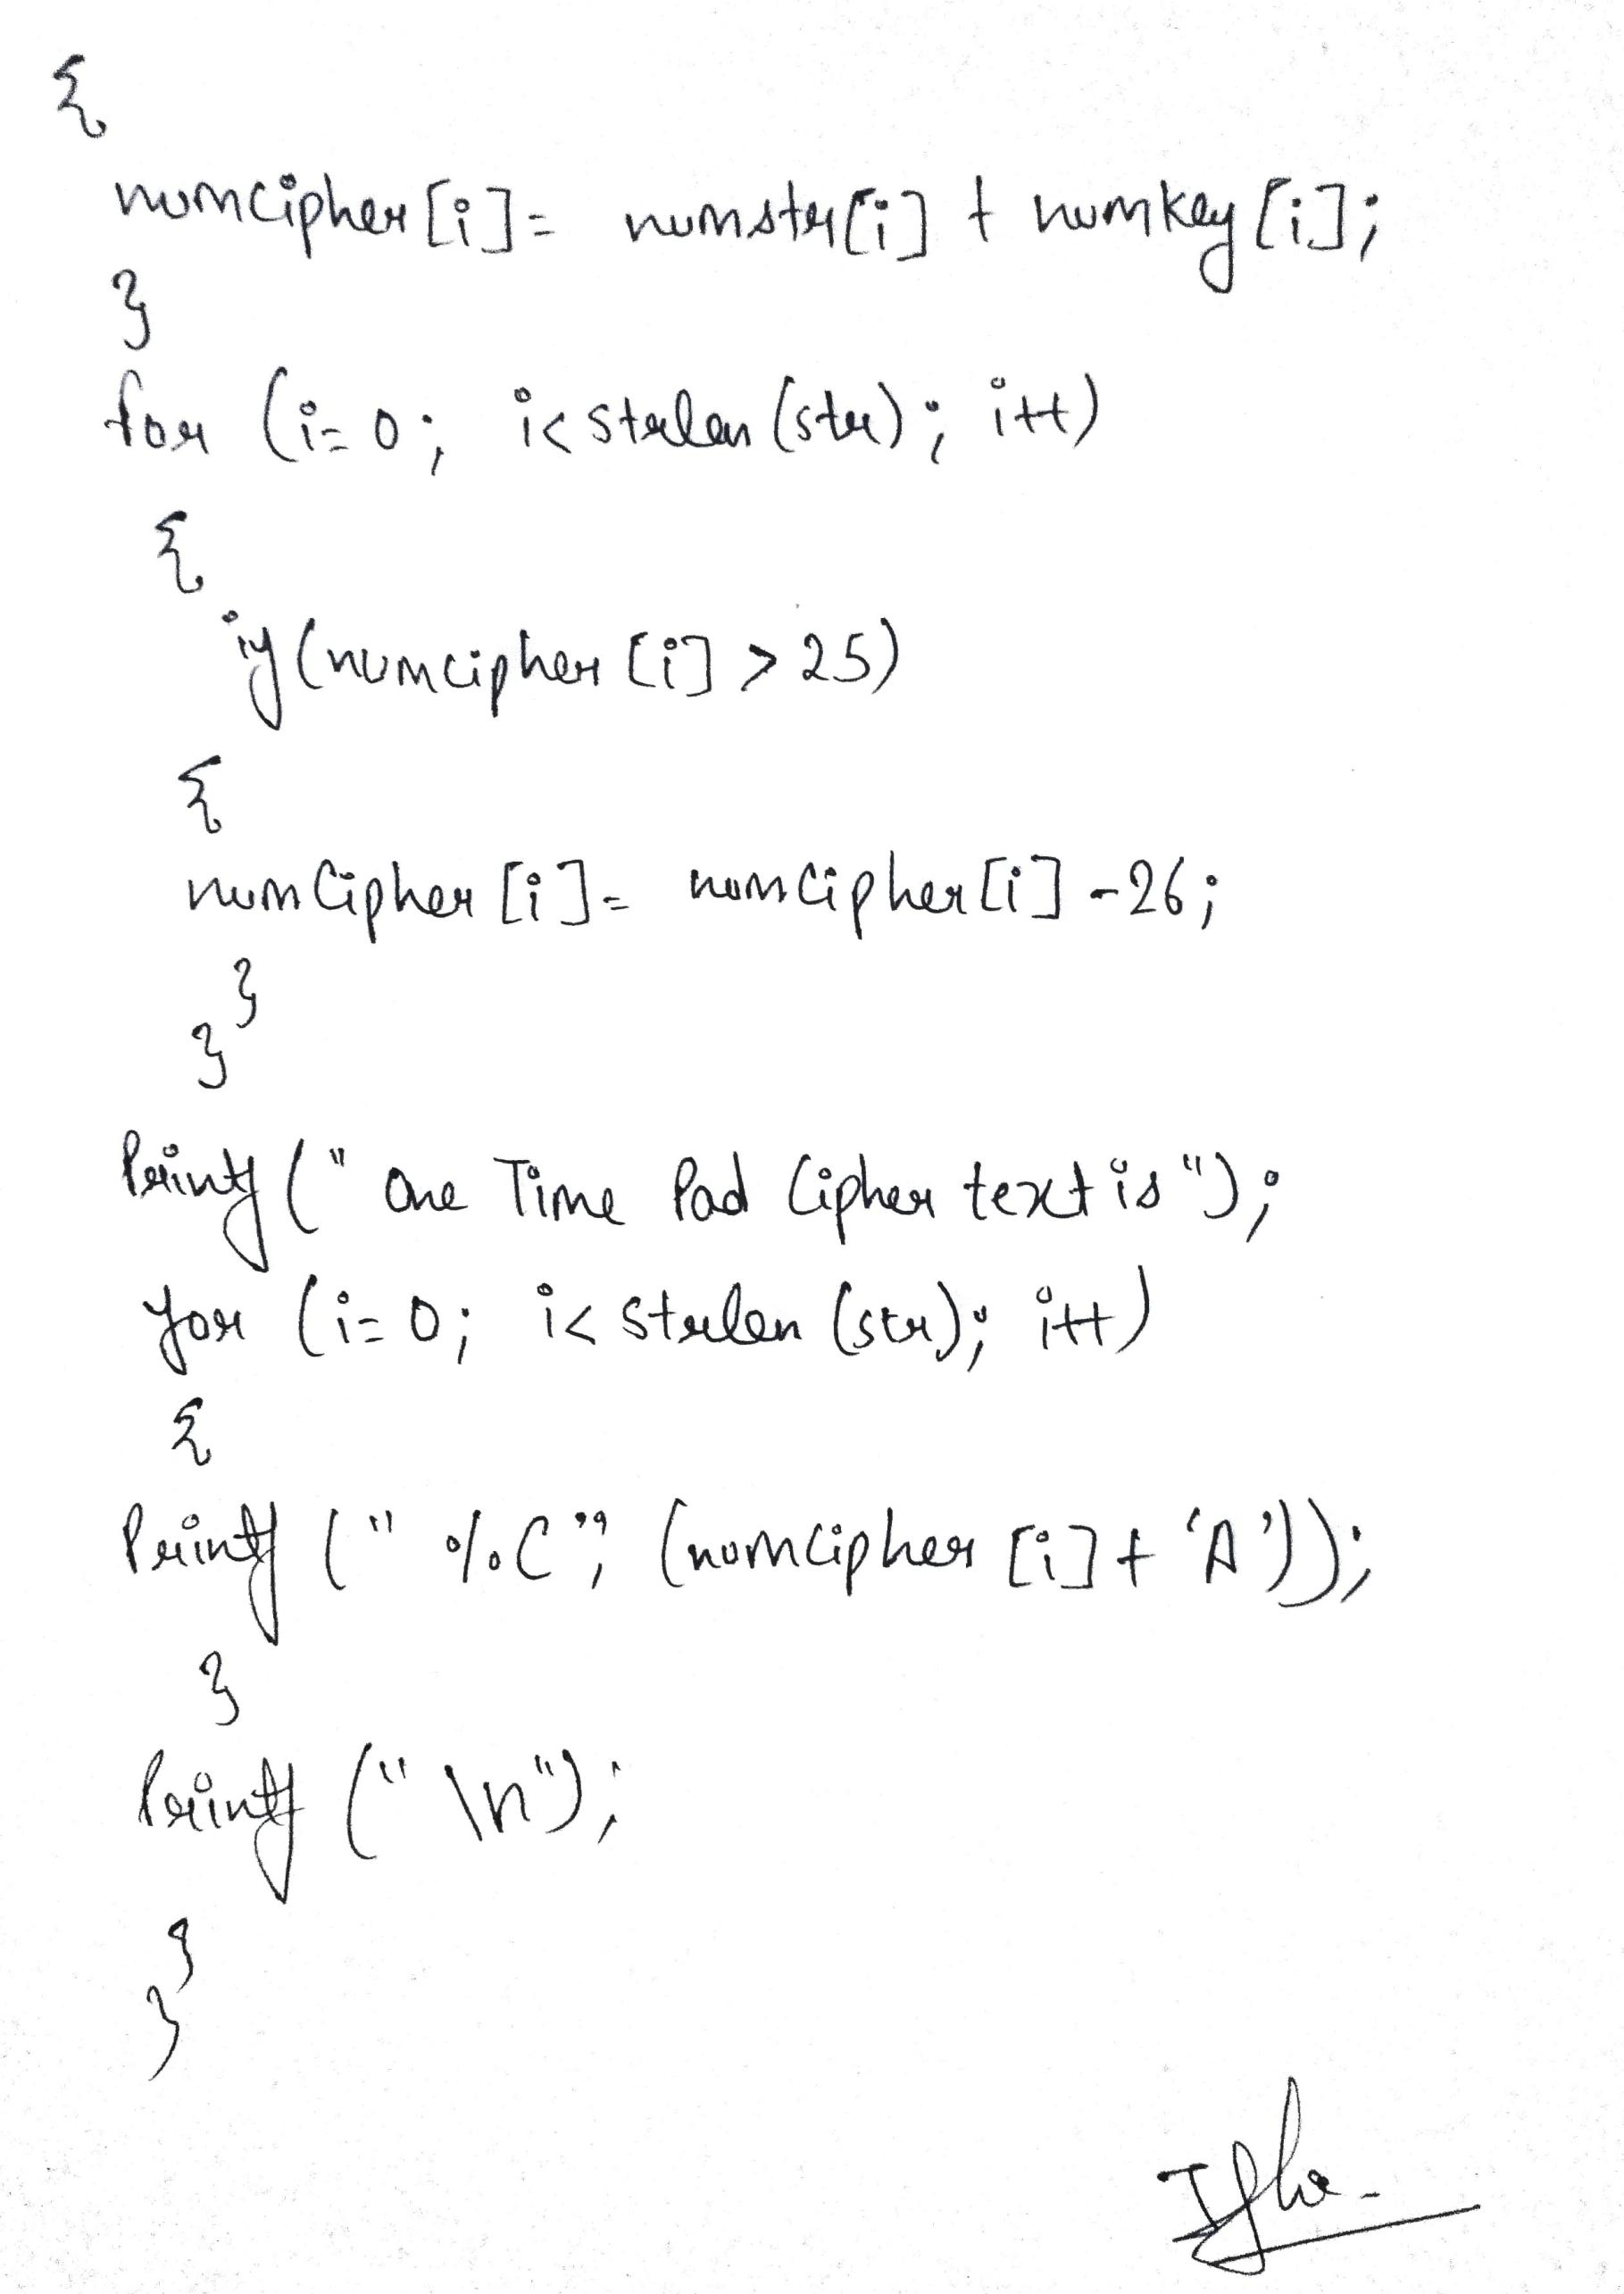 {
numcipher[i]= numstr[i] + numkey[i];
}
for (i=0; i<strlen(str); i++)
{
if(numcipher[i] > 25)
{
numCipher[i]= numCipher[i] -26;
}
}
Printf(" One Time Pad Cipher text is");
for (i=0; i< Strlen(str); i++)
{
Printf (" %C", (numcipher[i]+ 'A'));
}
Printf (" \n");
}
}